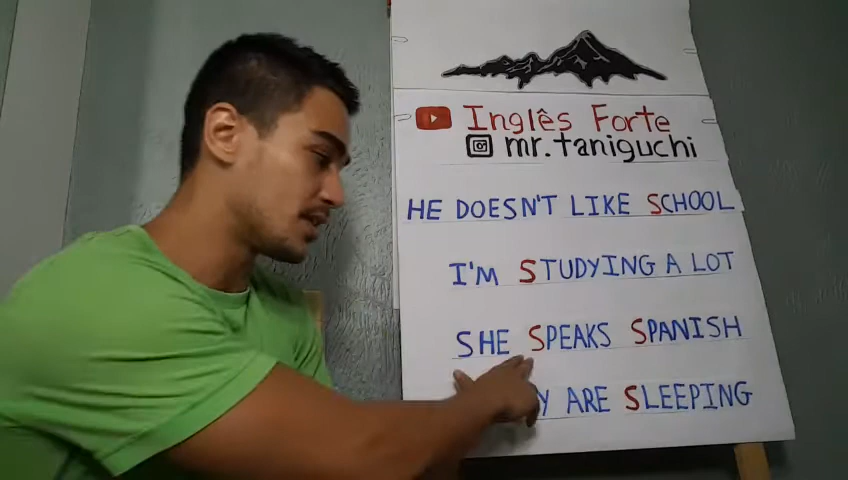 Inglês Forte
mr.taniguchi
HE DOESN'T LIKE SCHOOL
I'M STUDYING A LOT
SHE SPEAKS SPANISH
ARE SLEEPING